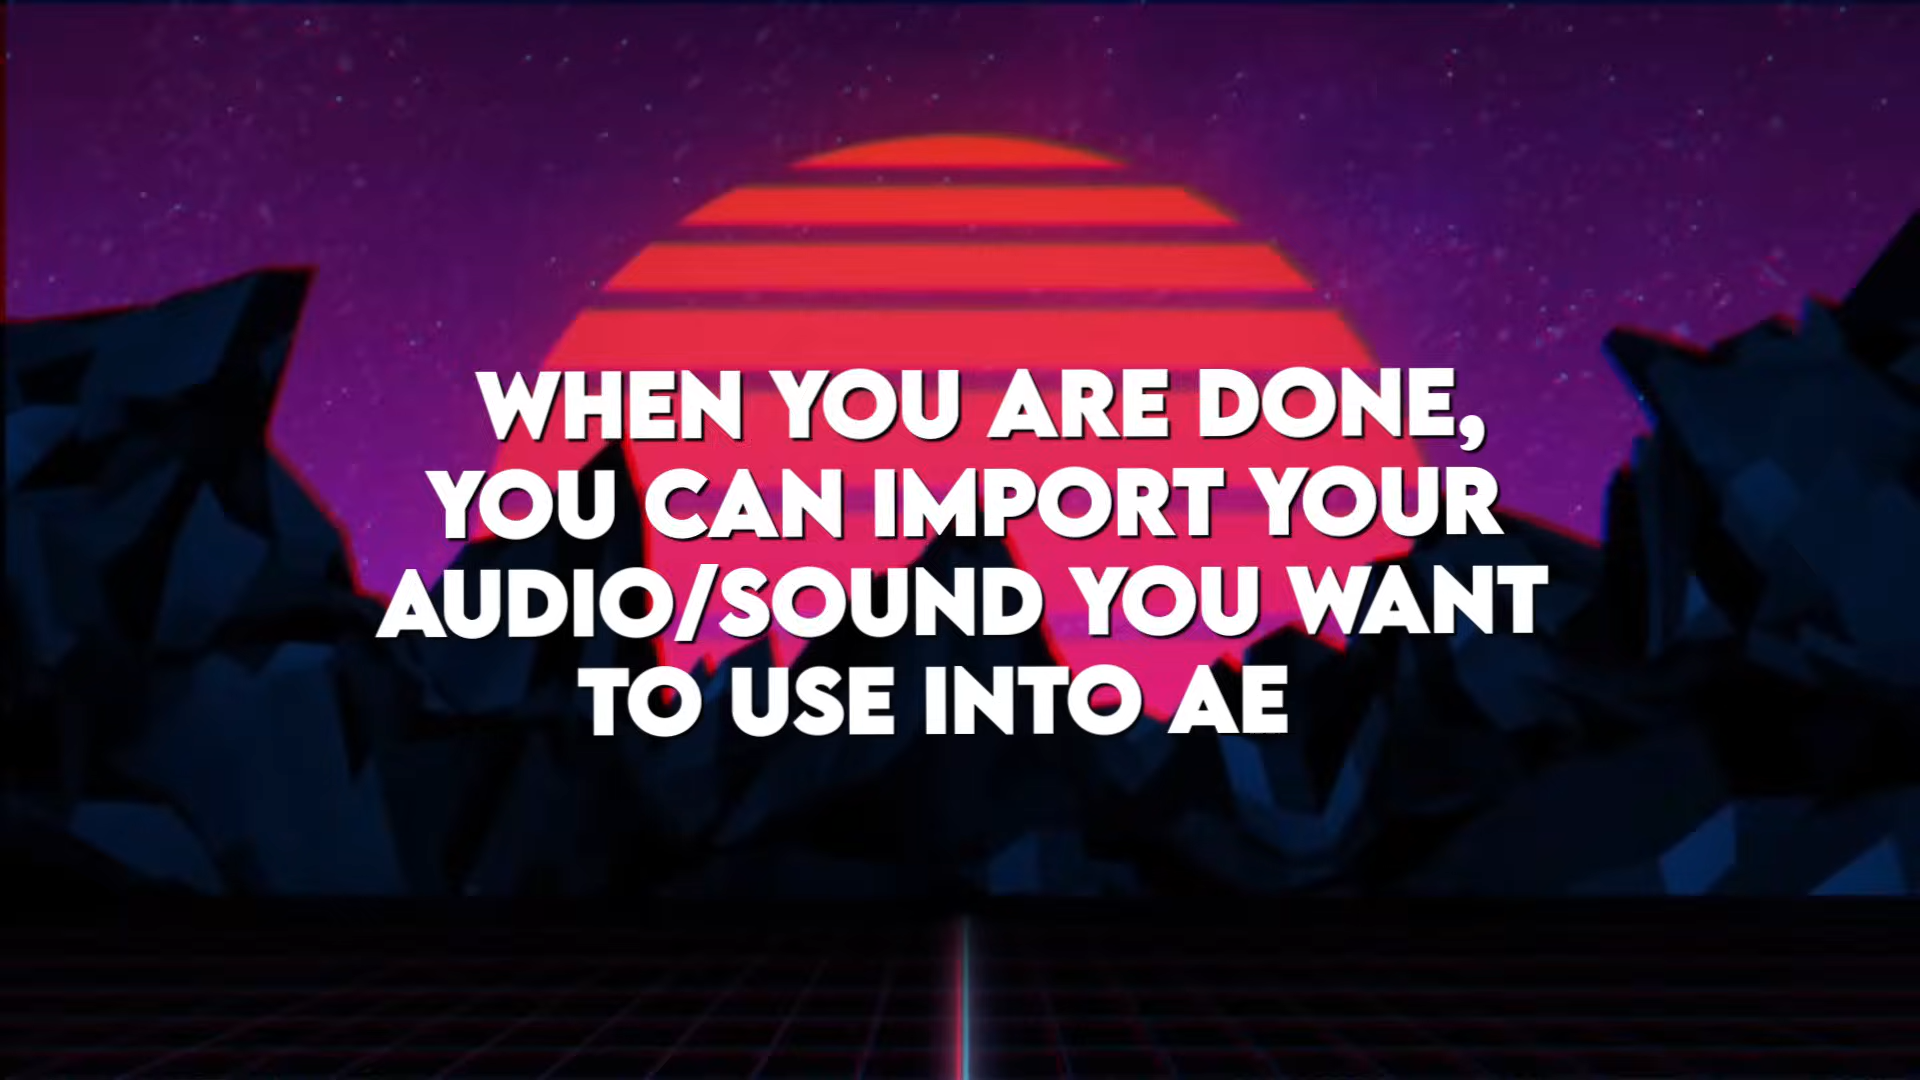 WHEN YOU ARE DONE,
YOU CAN IMPORT YOUR
AUDIO/SOUND YOU WANT
TO USE INTO AE